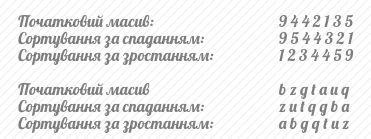 Початковий масив: 9 4 4 2 1 3 5
Сортування за спаданням: 9 5 4 4 3 2 1
Сортування за зростанням: 1 2 3 4 4 5 9
Початковий масив b z g t a u q
Сортування за спаданням: z u t q g b a
Сортування за зростанням: a b g q t u z